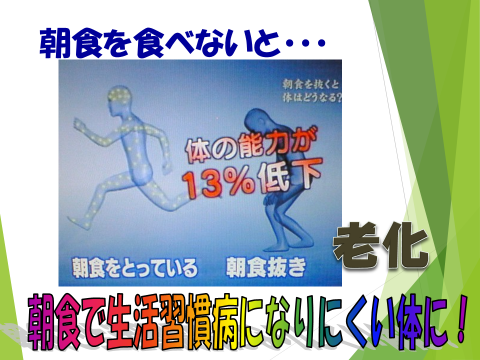 朝食を食べないと・・・
朝食を抜くと
体はどうなる?
体の能力が
13%低下
朝食をとっている
朝食抜き
老化
朝食で生活習慣病になりにくい体に！